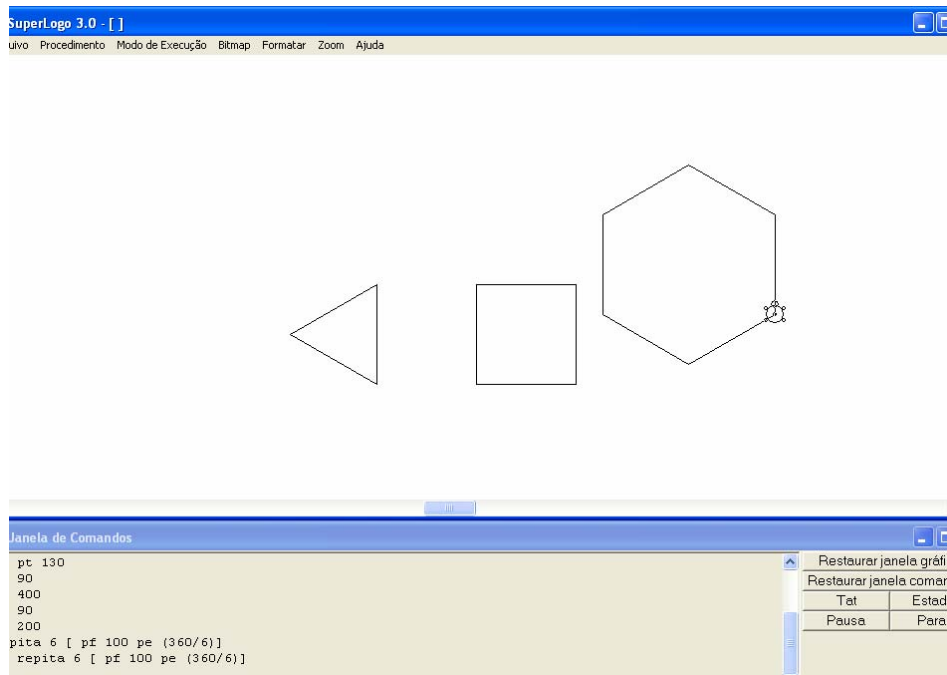 SuperLogo 3.0 - [ ]
uivo Procedimento Modo de Execução Bitmap Formatar Zoom Ajuda
Janela de Comandos
pt 130
90
400
90
200
pita 6 [ pf 100 pe (360/6)]
repita 6 [ pf 100 pe (360/6)]
Restaurar janela gráfi
Restaurar janela coman
Tat Estad
Pausa Para